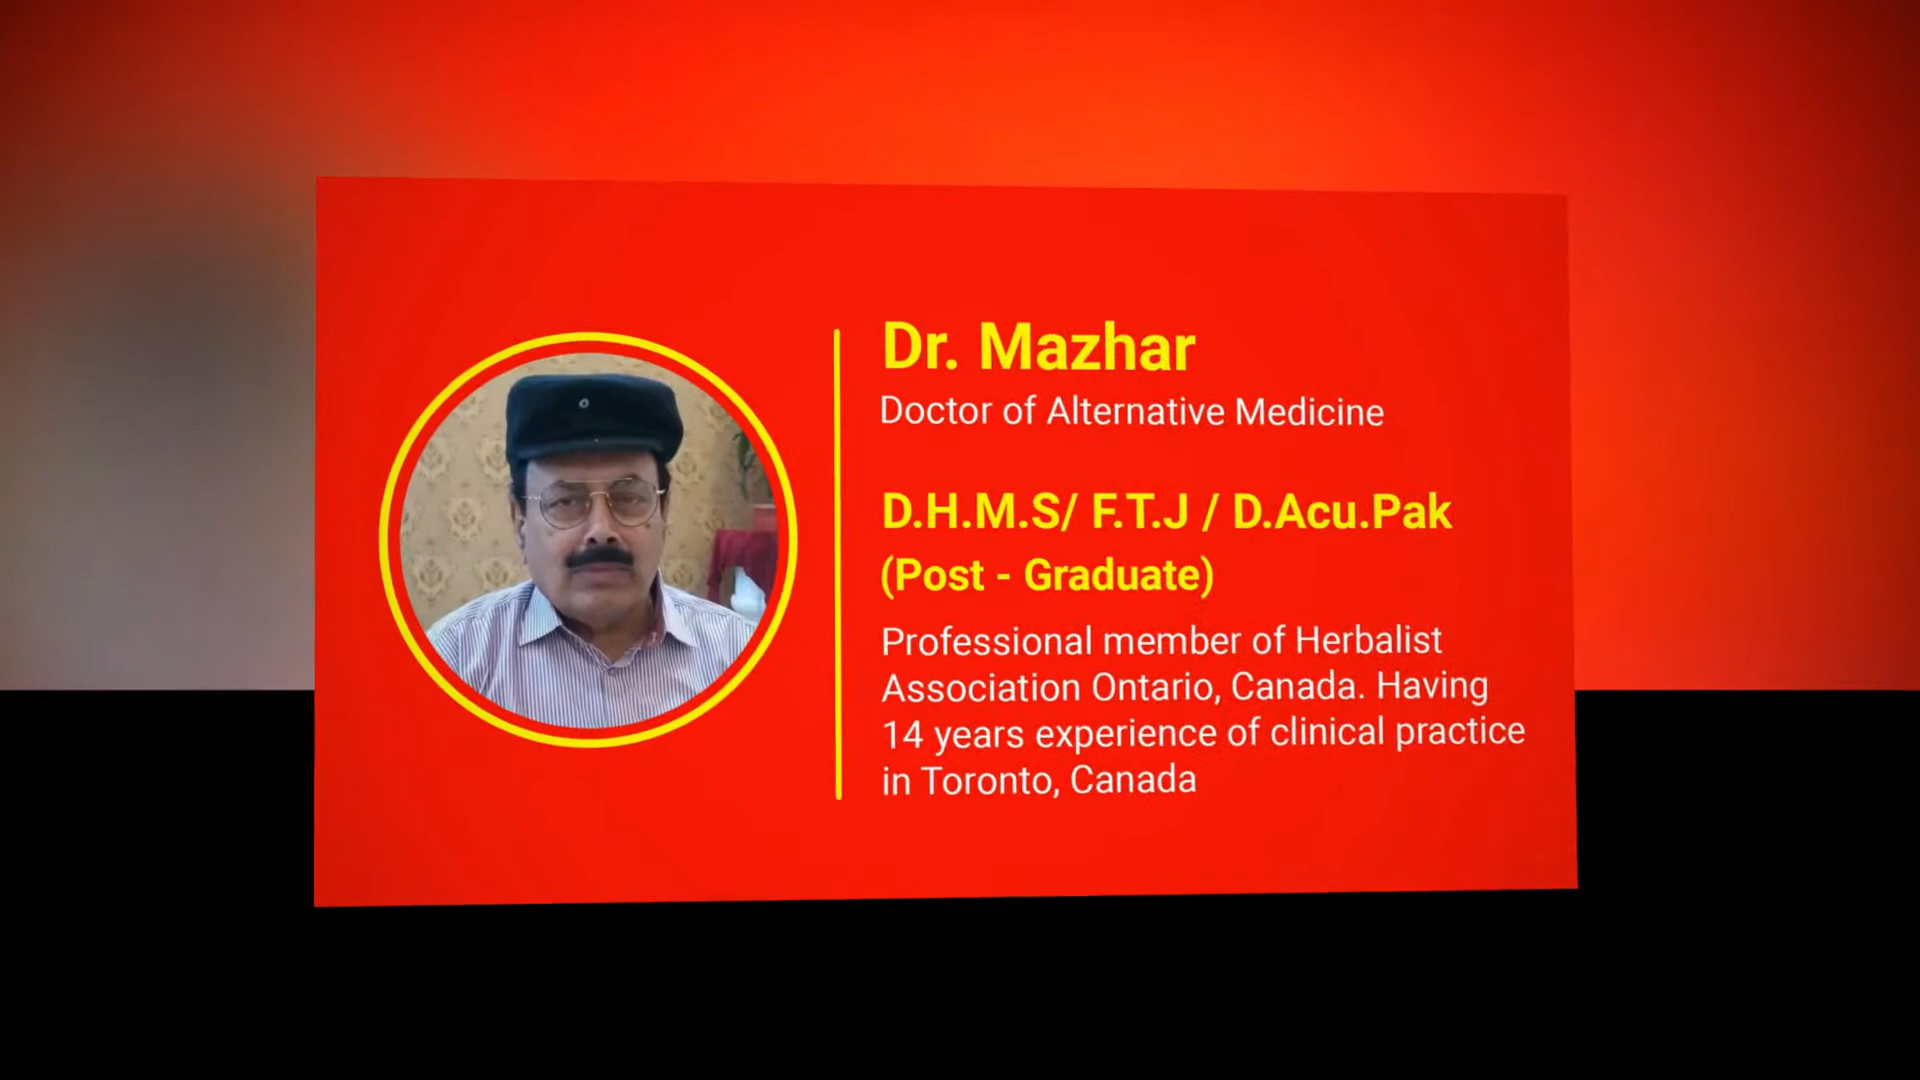 Dr. Mazhar
Doctor of Alternative Medicine
D.H.M.S/ F.T.J / D.Acu.Pak
(Post - Graduate)
Professional member of Herbalist
Association Ontario, Canada. Having
14 years experience of clinical practice
in Toronto, Canada